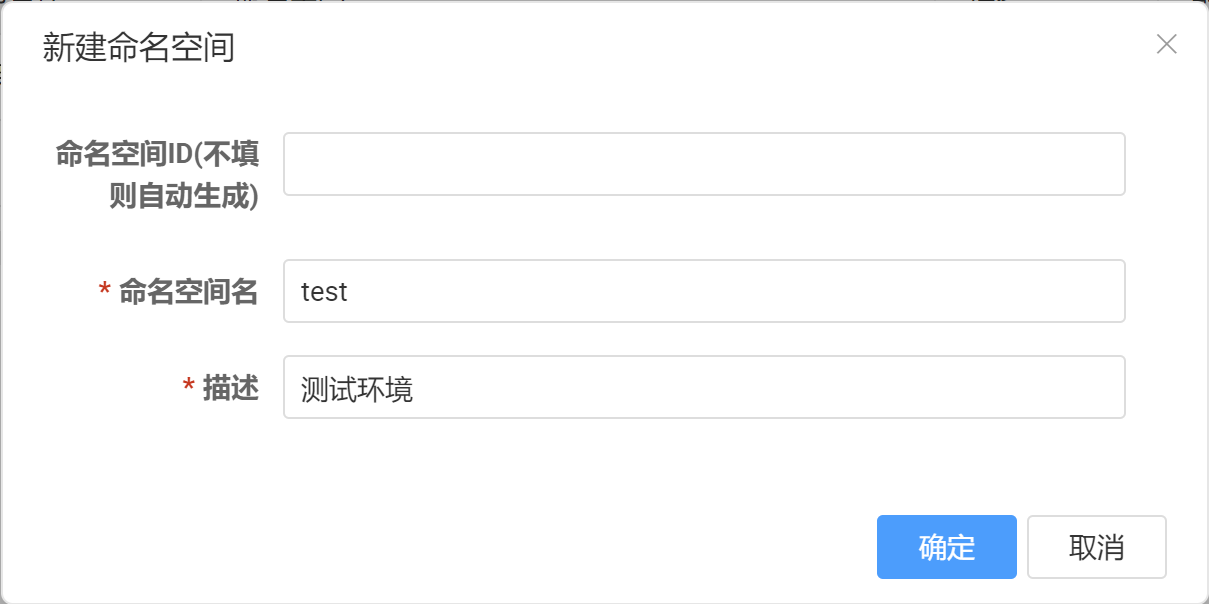 新建命名空间
命名空间ID(不填
则自动生成)
* 命名空间名
test
* 描述
测试环境
确定
取消